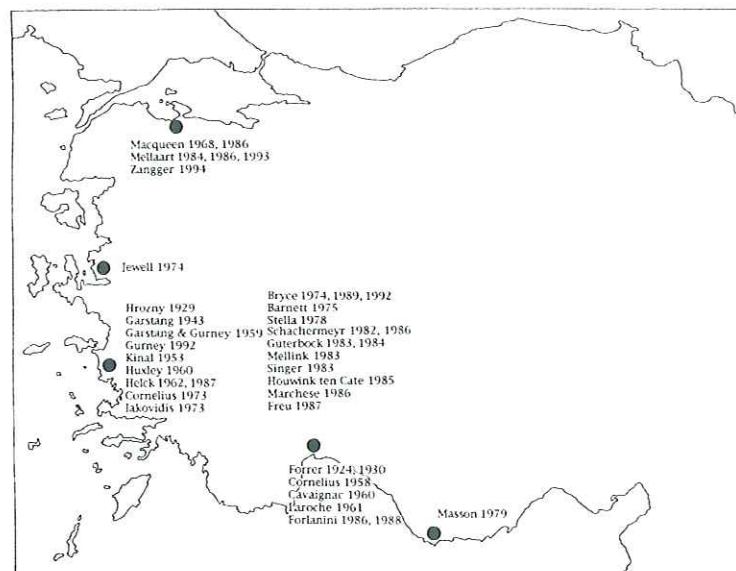 Macqueen 1968, 1986
Mellaart 1984, 1986, 1993
Zangger 1994
Jewell 1974
Hrozny 1929
Garstang 1943
Garstang & Gurney 1959
Gurney 1992
Kinal 1953
Huxley 1960
Helck 1962, 1987
Cornelius 1973
Iakovidis 1973
Bryce 1974, 1989, 1992
Barnett 1975
Stella 1978
Schachermeyr 1982, 1986
Guterbock 1983, 1984
Mellink 1983
Singer 1983
Houwink ten Cate 1985
Marchese 1986
Freu 1987
Forrer 1924, 1930
Cornelius 1958
Cavaignac 1960
Laroche 1961
Forlanini 1986, 1988
Masson 1979